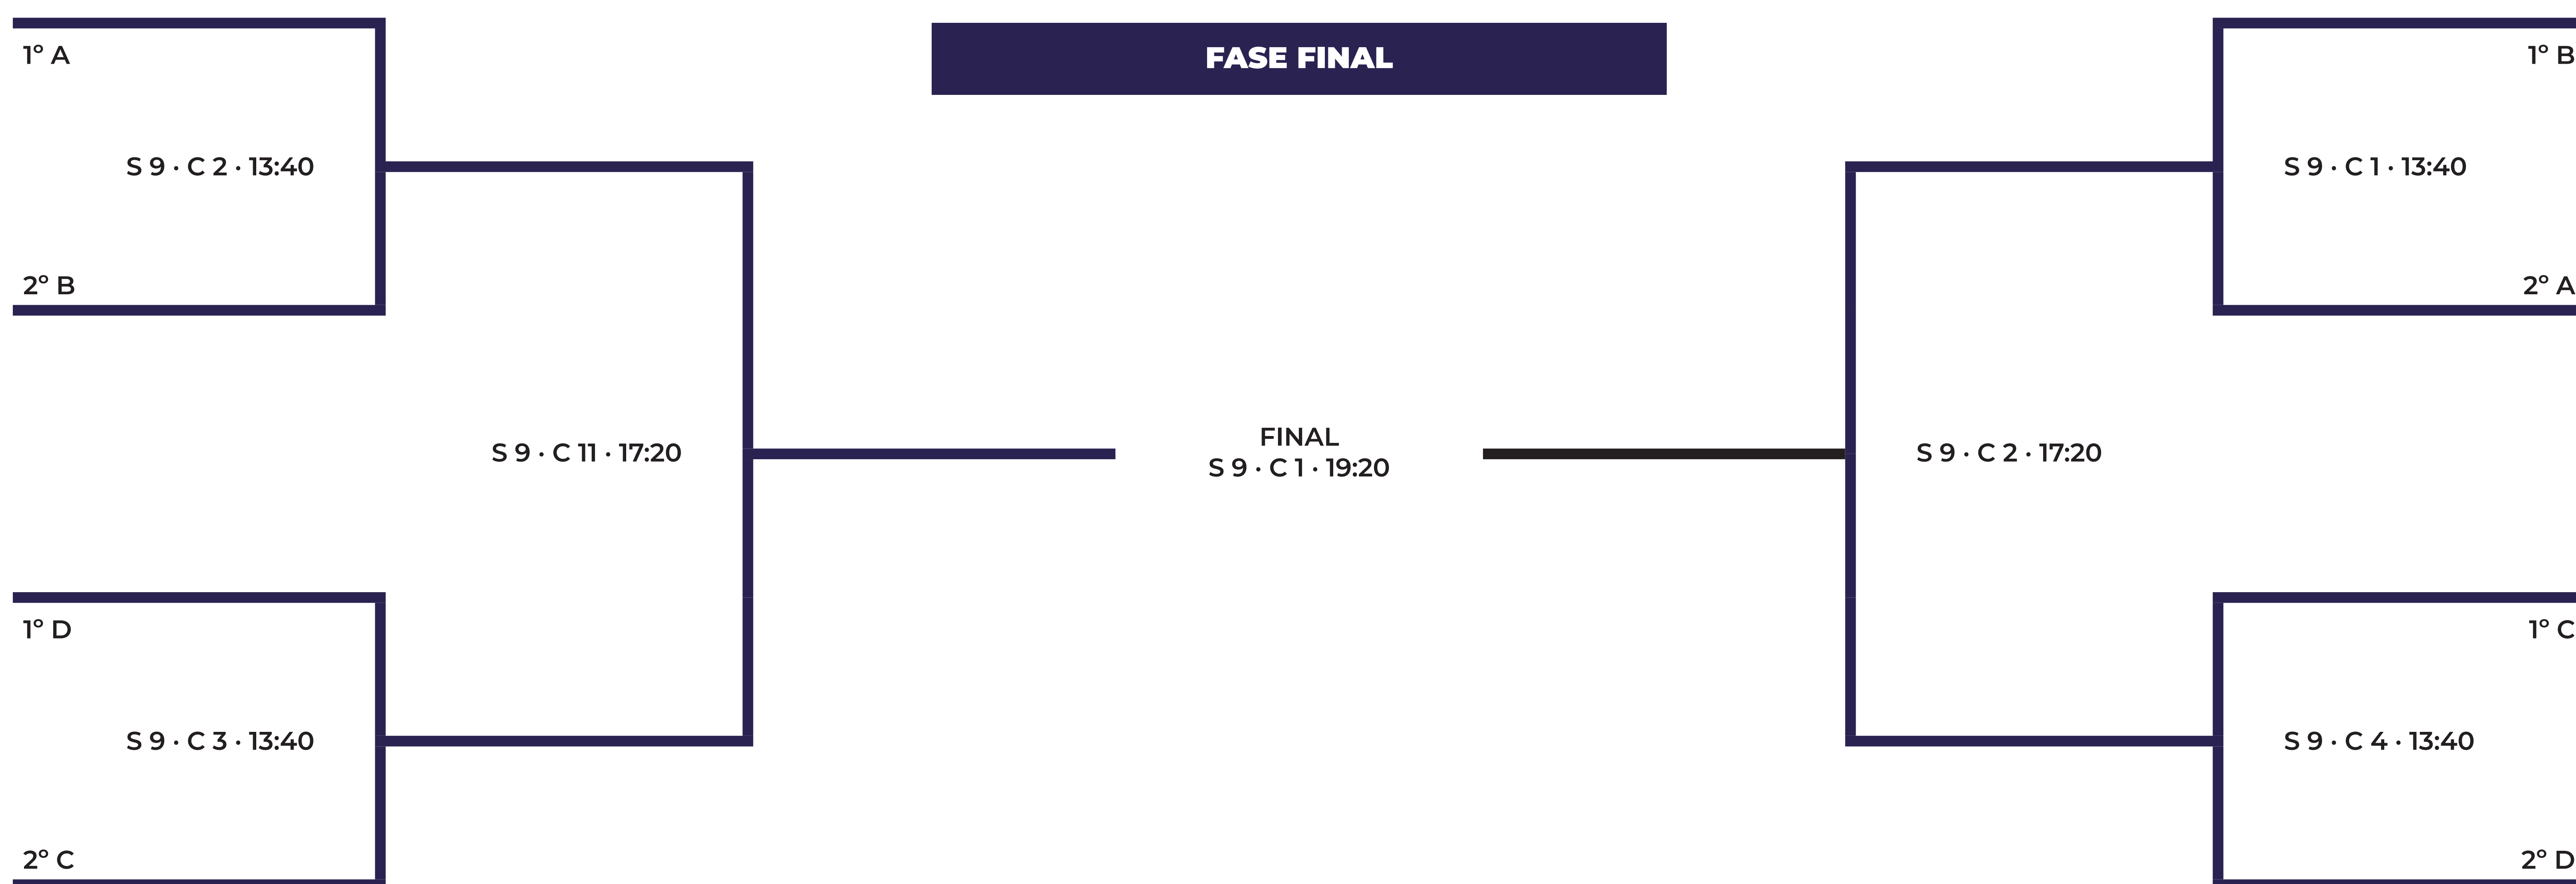 FASE FINAL
1º A
S 9 · C 2 · 13:40
2º B
S 9 · C 11 · 17:20
1º D
S 9 · C 3 · 13:40
2º C
FINAL
S 9 · C 1 · 19:20
1º B
S 9 · C 1 · 13:40
2º A
S 9 · C 2 · 17:20
1º C
S 9 · C 4 · 13:40
2º D